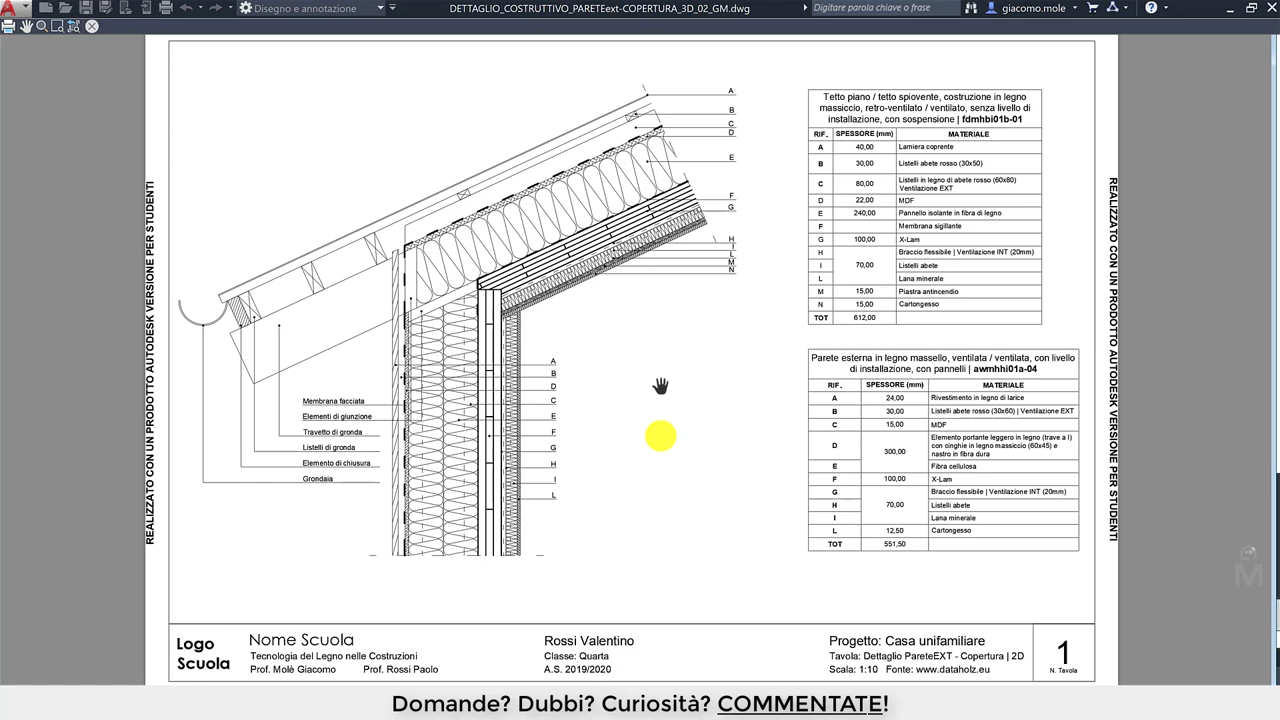 Disegno e annotazione
DETTAGLIO_COSTRUTTIVO_PARETEext-COPERTURA_3D_02_GM.dwg
Digitare parola chiave o frase
giacomo.mole
REALIZZATO CON UN PRODOTTO AUTODESK VERSIONE PER STUDENTI
A
B
C
D
E
F
G
H
I
L
M
N
A
B
D
C
E
F
G
H
I
L
Membrana facciata
Elementi di giunzione
Travetto di gronda
Listelli di gronda
Elemento di chiusura
Grondaia
Tetto piano / tetto spiovente, costruzione in legno
massiccio, retro-ventilato / ventilato, senza livello di
installazione, con sospensione | fdmhbi01b-01
RIF. SPESSORE (mm) MATERIALE
A 40,00 Lamiera coprente
B 30,00 Listelli abete rosso (30x50)
C 80,00 Listelli in legno di abete rosso (60x80)
Ventilazione EXT
D 22,00 MDF
E 240,00 Pannello isolante in fibra di legno
F Membrana sigillante
G 100,00 X-Lam
H Braccio flessibile | Ventilazione INT (20mm)
I 70,00 Listelli abete
L Lana minerale
M 15,00 Piastra antincendio
N 15,00 Cartongesso
TOT 612,00
Parete esterna in legno massello, ventilata / ventilata, con livello
di installazione, con pannelli | awmhhi01a-04
RIF. SPESSORE (mm) MATERIALE
A 24,00 Rivestimento in legno di larice
B 30,00 Listelli abete rosso (30x60) | Ventilazione EXT
C 15,00 MDF
D 300,00 Elemento portante leggero in legno (trave a I)
con cinghie in legno massiccio (60x45) e
nastro in fibra dura
E Fibra cellulosa
F 100,00 X-Lam
G Braccio flessibile | Ventilazione INT (20mm)
H 70,00 Listelli abete
I Lana minerale
L 12,50 Cartongesso
TOT 551,50
REALIZZATO CON UN PRODOTTO AUTODESK VERSIONE PER STUDENTI
M
Logo
Scuola
Nome Scuola
Tecnologia del Legno nelle Costruzioni
Prof. Molè Giacomo Prof. Rossi Paolo
Rossi Valentino
Classe: Quarta
A.S. 2019/2020
Progetto: Casa unifamiliare
Tavola: Dettaglio PareteEXT - Copertura | 2D
Scala: 1:10 Fonte: www.dataholz.eu
1
N. Tavola
Domande? Dubbi? Curiosità? COMMENTATE!